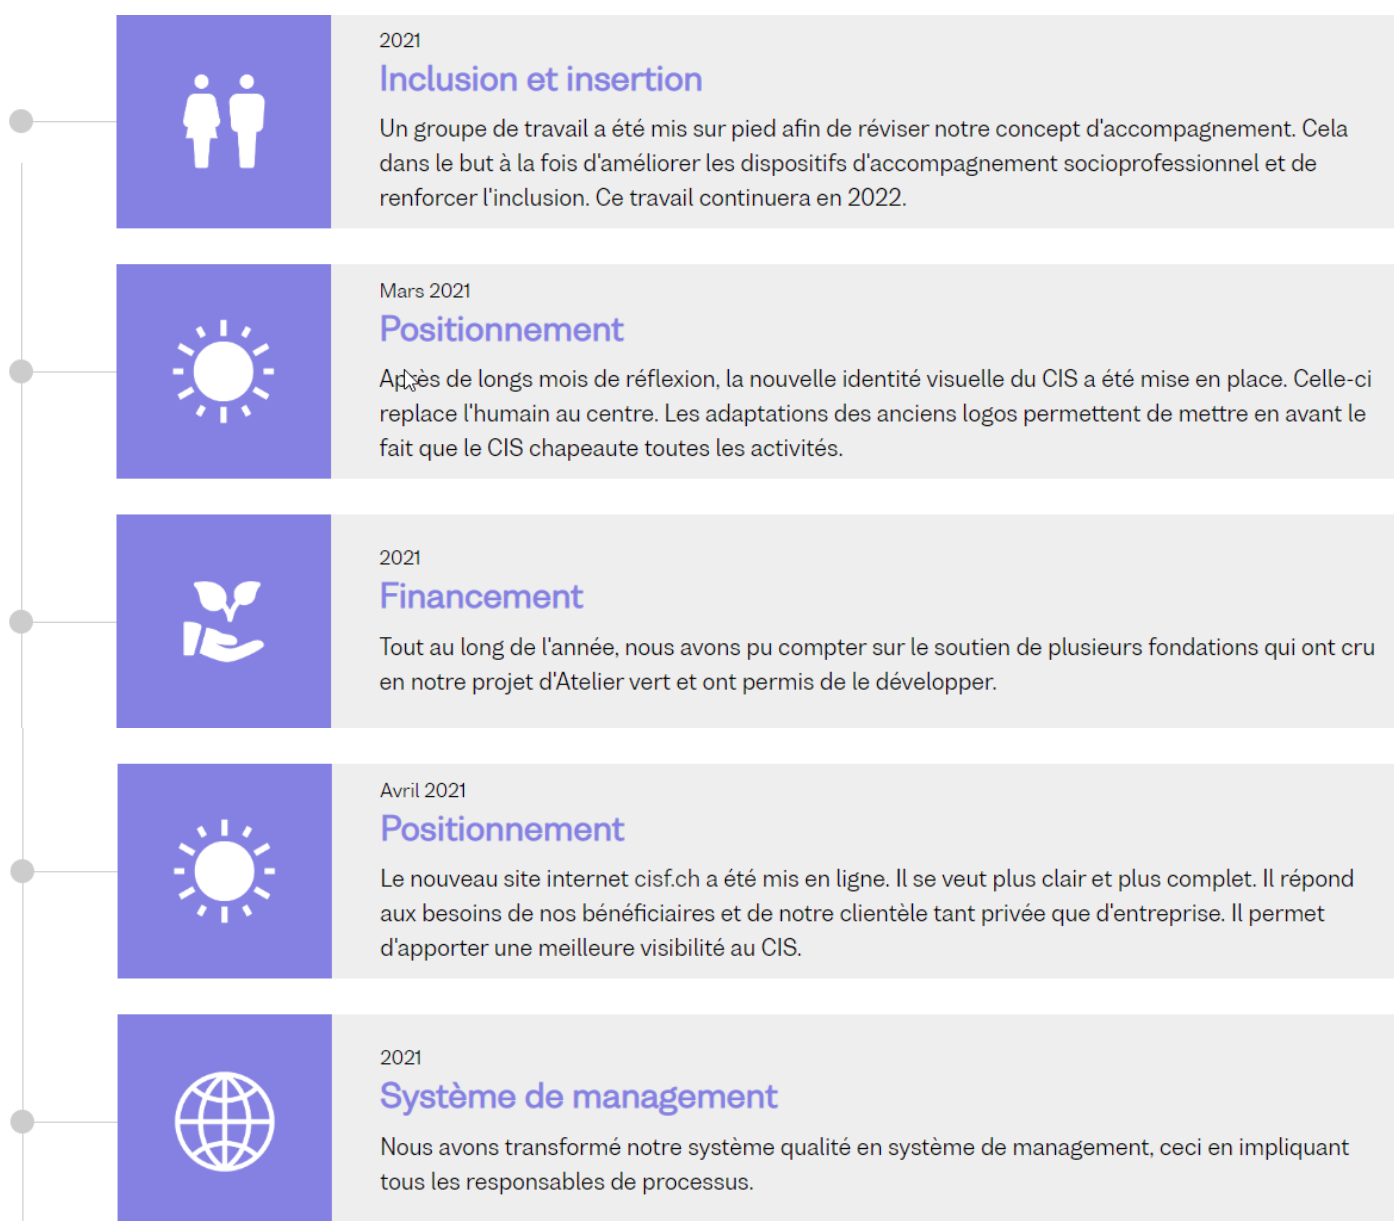 2021
Inclusion et insertion
Un groupe de travail a été mis sur pied afin de réviser notre concept d'accompagnement. Cela
dans le but à la fois d'améliorer les dispositifs d'accompagnement socioprofessionnel et de
renforcer l'inclusion. Ce travail continuera en 2022.
Mars 2021
Positionnement
Après de longs mois de réflexion, la nouvelle identité visuelle du CIS a été mise en place. Celle-ci
replace l'humain au centre. Les adaptations des anciens logos permettent de mettre en avant le
fait que le CIS chapeaute toutes les activités.
2021
Financement
Tout au long de l'année, nous avons pu compter sur le soutien de plusieurs fondations qui ont cru
en notre projet d'Atelier vert et ont permis de le développer.
Avril 2021
Positionnement
Le nouveau site internet cisf.ch a été mis en ligne. Il se veut plus clair et plus complet. Il répond
aux besoins de nos bénéficiaires et de notre clientèle tant privée que d'entreprise. Il permet
d'apporter une meilleure visibilité au CIS.
2021
Système de management
Nous avons transformé notre système qualité en système de management, ceci en impliquant
tous les responsables de processus.